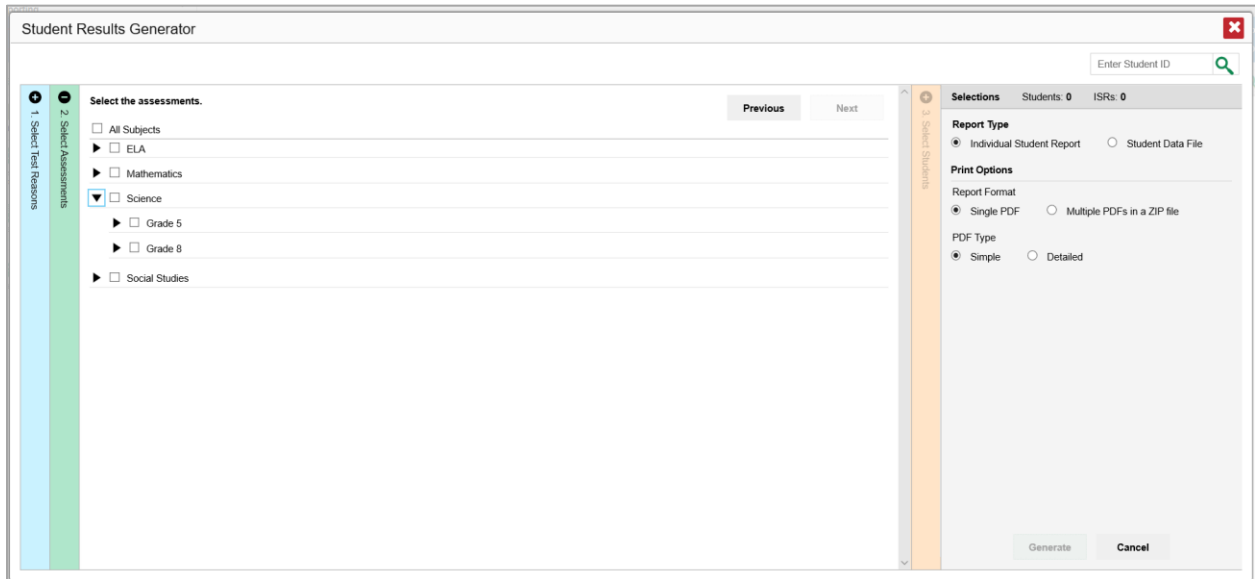 Student Results Generator
Enter Student ID
1. Select Test Reasons
2. Select Assessments
Select the assessments.
Previous Next
All Subjects
ELA
Mathematics
Science
Grade 5
Grade 8
Social Studies
3. Select Students
Selections Students: 0 ISRs: 0
Report Type
Individual Student Report Student Data File
Print Options
Report Format
Single PDF Multiple PDFs in a ZIP file
PDF Type
Simple Detailed
Generate Cancel